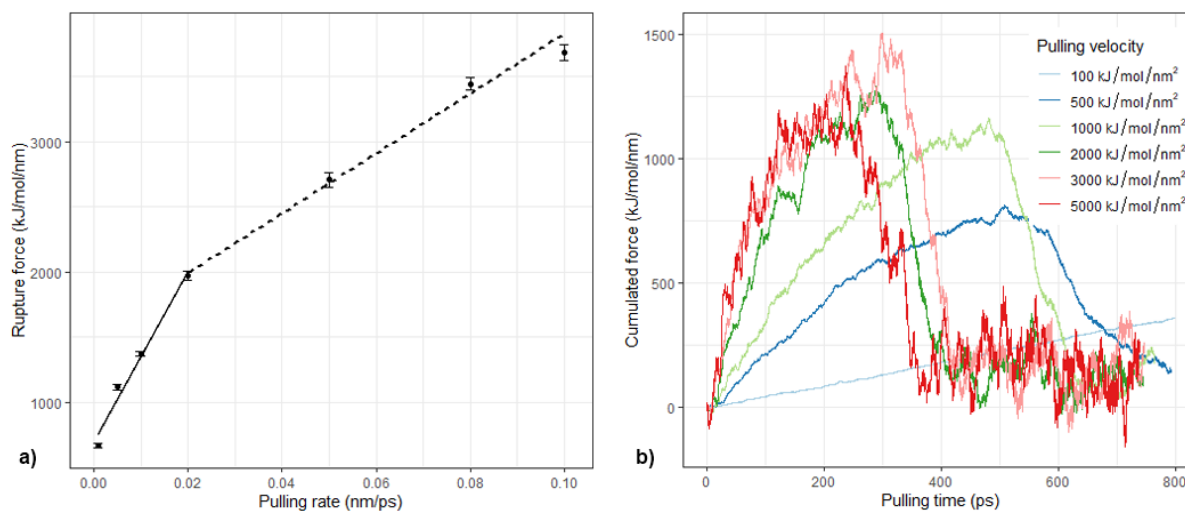 3000
2000
1000
Rupture force (kJ/mol/nm)
a)
0.00 0.02 0.04 0.06 0.08 0.10
Pulling rate (nm/ps)
1500
1000
500
0
Cumulated force (kJ/mol/nm)
Pulling velocity
100 kJ/mol/nm²
500 kJ/mol/nm²
1000 kJ/mol/nm²
2000 kJ/mol/nm²
3000 kJ/mol/nm²
5000 kJ/mol/nm²
b)
0 200 400 600 800
Pulling time (ps)